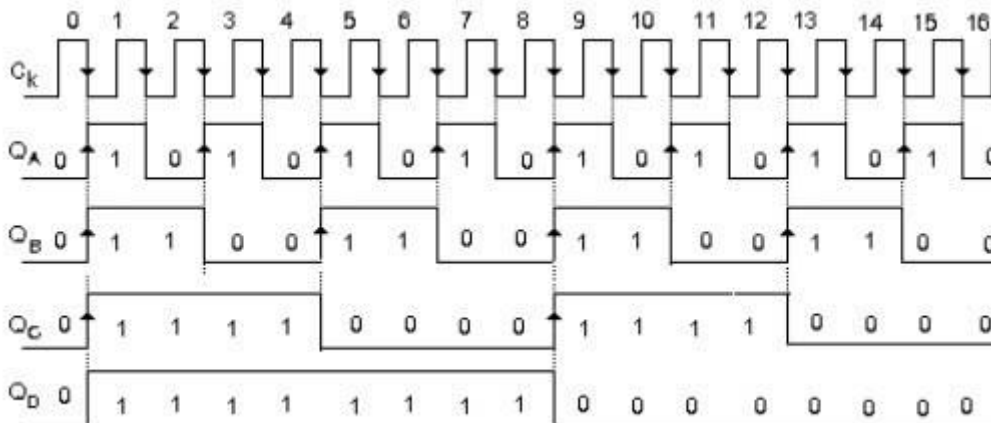 0 1 2 3 4 5 6 7 8 9 10 11 12 13 14 15 16
Ck
QA 0 1 0 1 0 1 0 1 0 1 0 1 0 1 0 1 0
QB 0 1 1 0 0 1 1 0 0 1 1 0 0 1 1 0 0
QC 0 1 1 1 1 0 0 0 0 1 1 1 1 0 0 0 0
QD 0 1 1 1 1 1 1 1 1 0 0 0 0 0 0 0 0